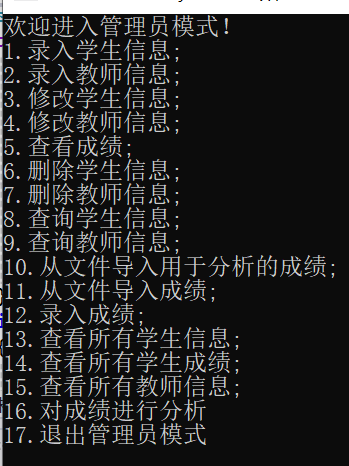 欢迎进入管理员模式!
1.录入学生信息;
2.录入教师信息;
3.修改学生信息;
4.修改教师信息;
5.查看成绩;
6.删除学生信息;
7.删除教师信息;
8.查询学生信息;
9.查询教师信息;
10.从文件导入用于分析的成绩;
11.从文件导入成绩;
12.录入成绩;
13.查看所有学生信息;
14.查看所有学生成绩;
15.查看所有教师信息;
16.对成绩进行分析
17.退出管理员模式